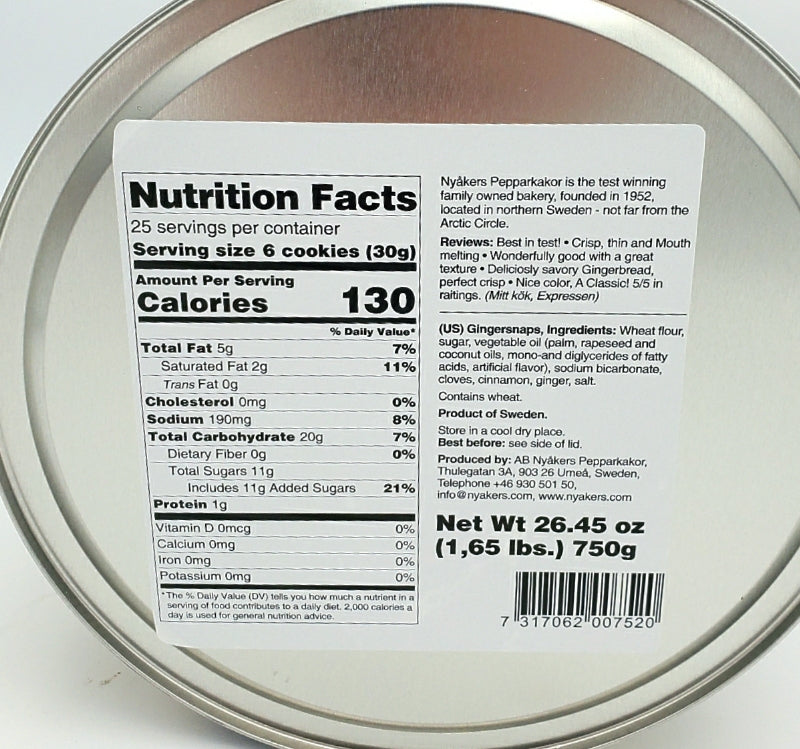 Nutrition Facts
25 servings per container
Serving size 6 cookies (30g)
Amount Per Serving
Calories 130
% Daily Value*
Total Fat 5g 7%
Saturated Fat 2g 11%
Trans Fat 0g
Cholesterol 0mg 0%
Sodium 190mg 8%
Total Carbohydrate 20g 7%
Dietary Fiber 0g 0%
Total Sugars 11g
Includes 11g Added Sugars 21%
Protein 1g
Vitamin D 0mcg 0%
Calcium 0mg 0%
Iron 0mg 0%
Potassium 0mg 0%
*The % Daily Value (DV) tells you how much a nutrient in a
serving of food contributes to a daily diet. 2,000 calories a
day is used for general nutrition advice.
Nyåkers Pepparkakor is the test winning
family owned bakery, founded in 1952,
located in northern Sweden - not far from the
Arctic Circle.
Reviews: Best in test! • Crisp, thin and Mouth
melting • Wonderfully good with a great
texture • Deliciosly savory Gingerbread,
perfect crisp • Nice color, A Classic! 5/5 in
raitings. (Mitt kök, Expressen)
(US) Gingersnaps, Ingredients: Wheat flour,
sugar, vegetable oil (palm, rapeseed and
coconut oils, mono-and diglycerides of fatty
acids, artificial flavor), sodium bicarbonate,
cloves, cinnamon, ginger, salt.
Contains wheat.
Product of Sweden.
Store in a cool dry place.
Best before: see side of lid.
Produced by: AB Nyåkers Pepparkakor,
Thulegatan 3A, 903 26 Umeå, Sweden,
Telephone +46 930 501 50,
info@nyakers.com, www.nyakers.com
Net Wt 26.45 oz
(1,65 lbs.) 750g
7 317062 007520